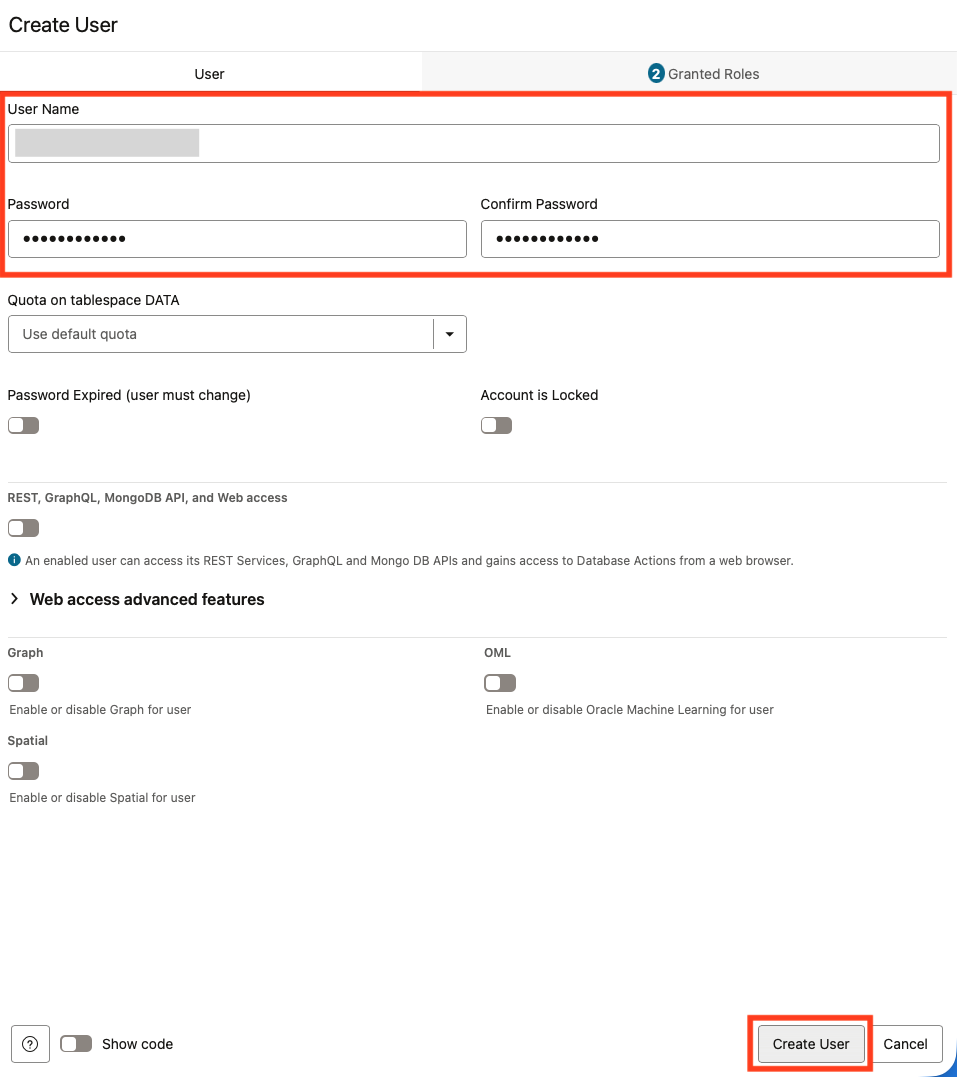 Create User
User
2 Granted Roles
User Name
Password
Confirm Password
••••••••••••
••••••••••••
Quota on tablespace DATA
Use default quota
Password Expired (user must change)
Account is Locked
REST, GraphQL, MongoDB API, and Web access
An enabled user can access its REST Services, GraphQL and Mongo DB APIs and gains access to Database Actions from a web browser.
Web access advanced features
Graph
OML
Enable or disable Graph for user
Enable or disable Oracle Machine Learning for user
Spatial
Enable or disable Spatial for user
Show code
Create User
Cancel